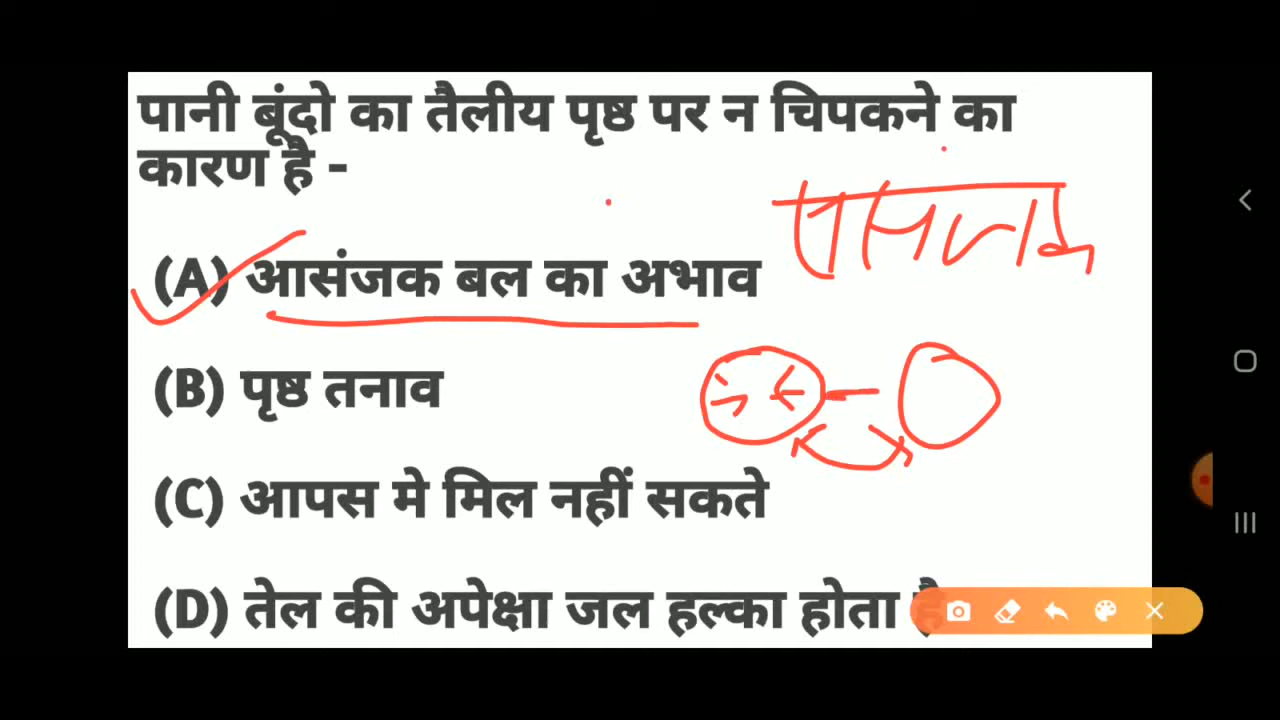 पानी बूंदो का तैलीय पृष्ठ पर न चिपकने का
कारण है -
(A) आसंजक बल का अभाव
(B) पृष्ठ तनाव
(C) आपस मे मिल नहीं सकते
(D) तेल की अपेक्षा जल हल्का होता है